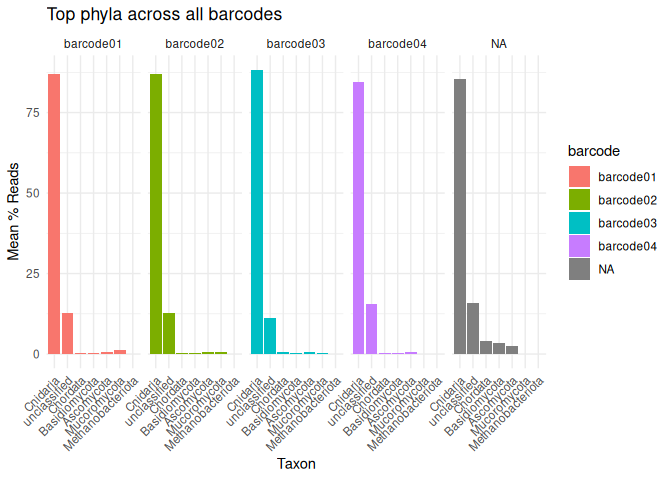 Top phyla across all barcodes
barcode01 barcode02 barcode03 barcode04 NA
75
50
25
0
Mean % Reads
Cnidaria unclassified Chordata Basidiomycota Ascomycota Mucoromycota Methanobacteriota
Cnidaria unclassified Chordata Basidiomycota Ascomycota Mucoromycota Methanobacteriota
Cnidaria unclassified Chordata Basidiomycota Ascomycota Mucoromycota Methanobacteriota
Cnidaria unclassified Chordata Basidiomycota Ascomycota Mucoromycota Methanobacteriota
Cnidaria unclassified Chordata Basidiomycota Ascomycota Mucoromycota Methanobacteriota
Taxon
barcode
barcode01
barcode02
barcode03
barcode04
NA